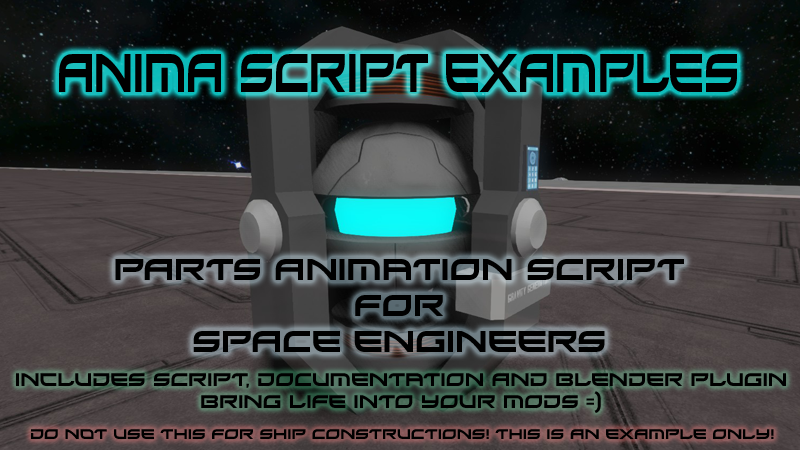 ANIMA SCRIPT EXAMPLES
PARTS ANIMATION SCRIPT
FOR
SPACE ENGINEERS
INCLUDES SCRIPT, DOCUMENTATION AND BLENDER PLUGIN
BRING LIFE INTO YOUR MODS =)
DO NOT USE THIS FOR SHIP CONSTRUCTIONS! THIS IS AN EXAMPLE ONLY!